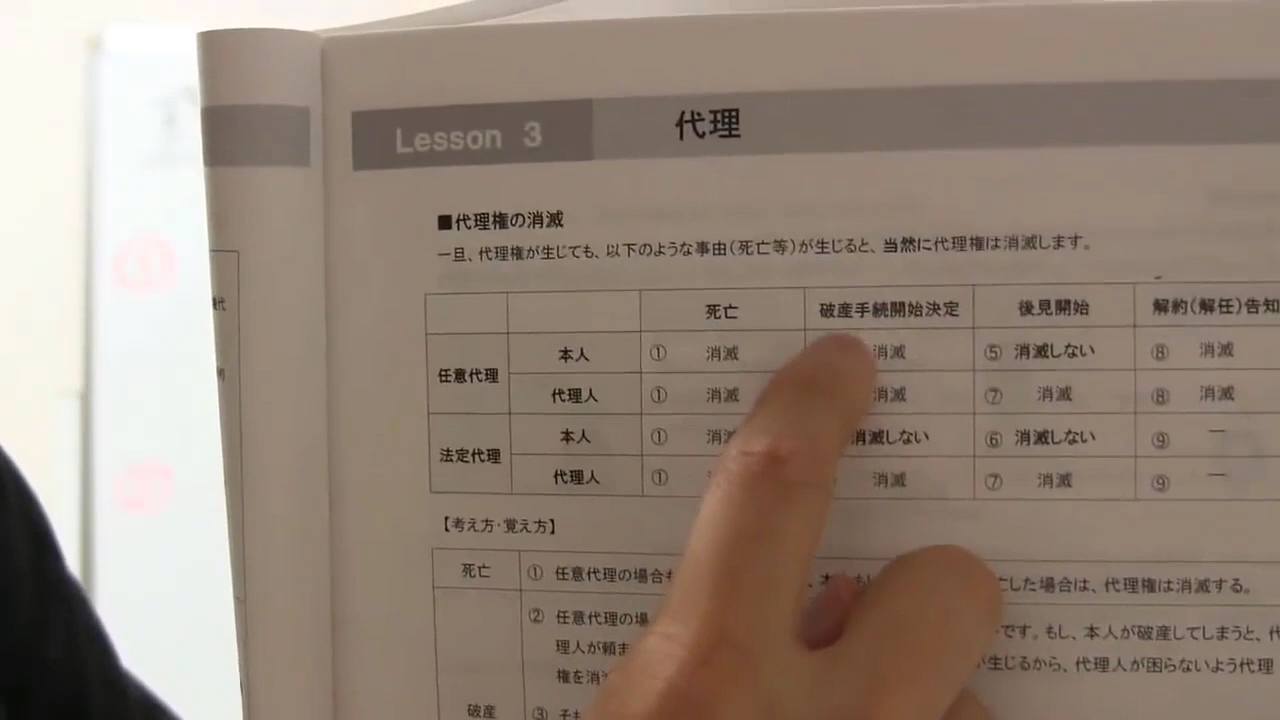 Lesson 3 代理
■代理権の消滅
一旦、代理権が生じても、以下のような事由(死亡等)が生じると、当然に代理権は消滅します。
死亡 破産手続開始決定 後見開始 解約(解任)告知
任意代理
本人 ① 消滅 消滅 ⑤ 消滅しない ⑧ 消滅
代理人 ① 消滅 消滅 ⑦ 消滅 ⑧ 消滅
法定代理
本人 ① 消滅しない ⑥ 消滅しない ⑨ ―
代理人 ① 消滅 ⑦ 消滅 ⑨ ―
【考え方・覚え方】
死亡 ① 任意代理の場合 した場合は、代理権は消滅する。
② 任意代理の場 です。もし、本人が破産してしまうと、代
理人が頼ま 生じるから、代理人が困らないよう代理
権を消
破産 ③